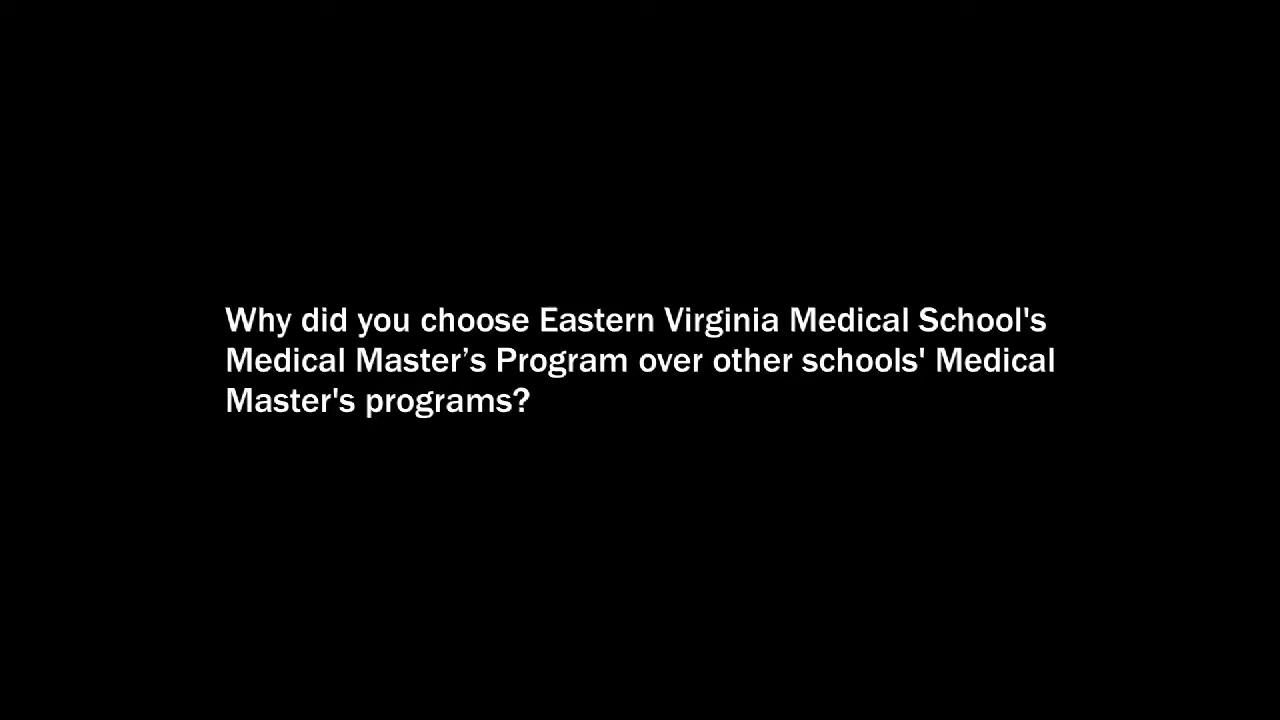 Why did you choose Eastern Virginia Medical School's
Medical Master’s Program over other schools' Medical
Master's programs?